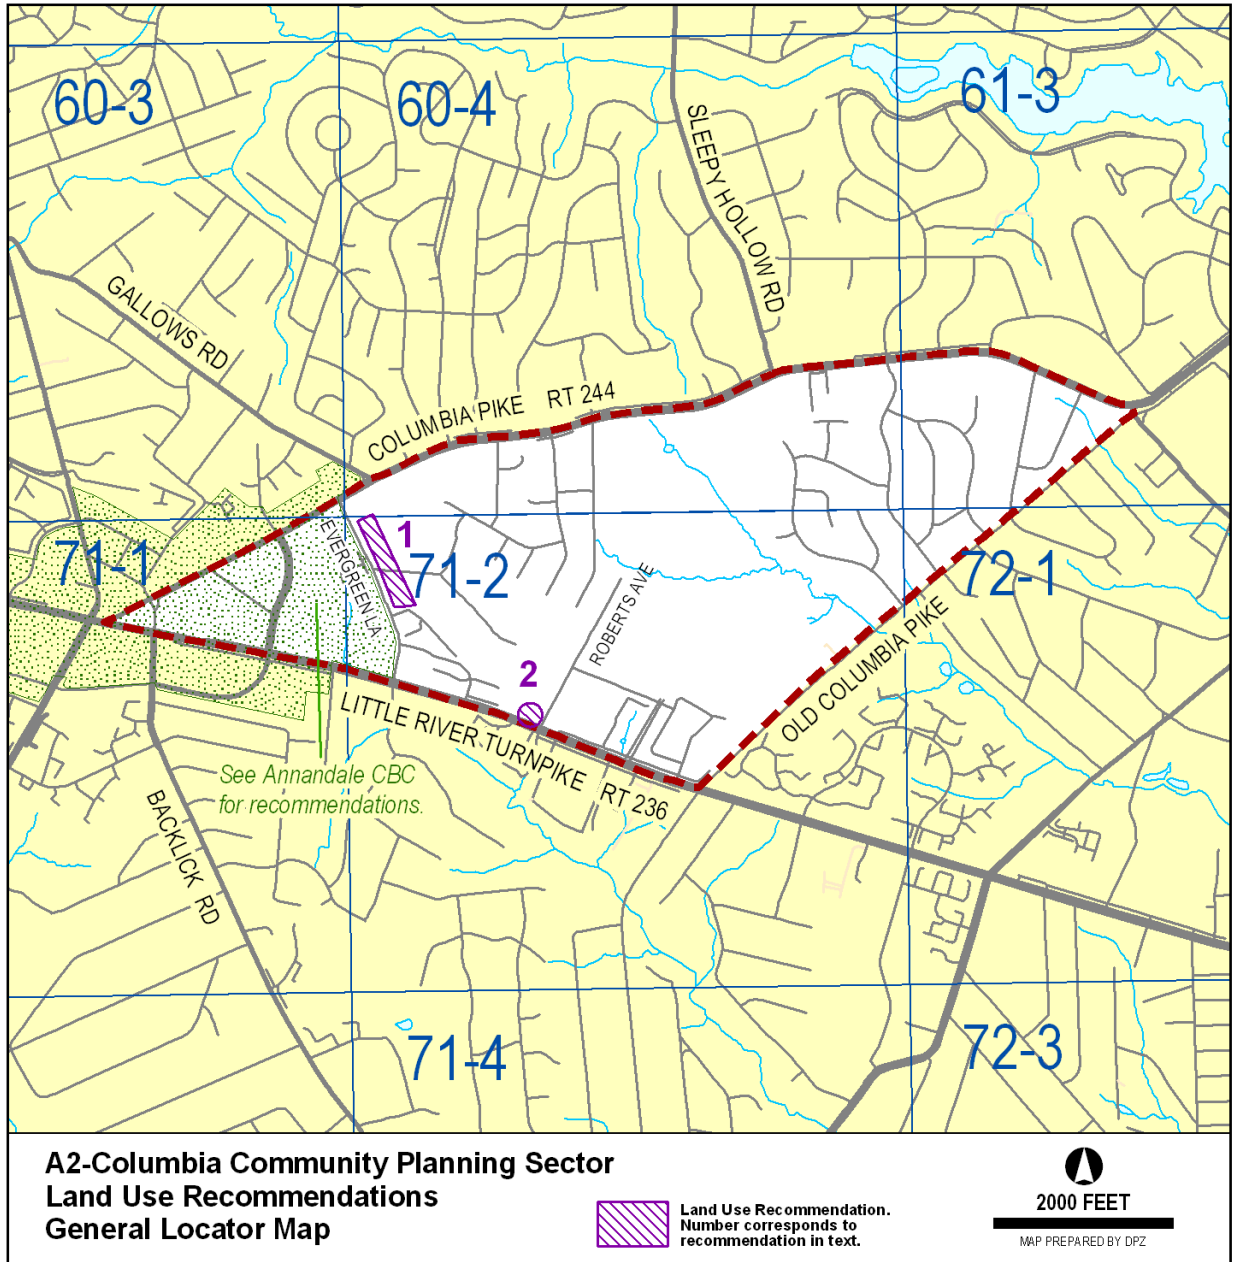 60-3
60-4
61-3
SLEEPY HOLLOW RD
GALLOWS RD
COLUMBIA PIKE RT 244
71-1
EVERGREEN LA
1
71-2
72-1
ROBERTS AVE
2
OLD COLUMBIA PIKE
LITTLE RIVER TURNPIKE RT 236
See Annandale CBC
for recommendations.
BACKLICK RD
71-4
72-3
A2-Columbia Community Planning Sector
Land Use Recommendations
General Locator Map
Land Use Recommendation.
Number corresponds to
recommendation in text.
2000 FEET
MAP PREPARED BY DPZ